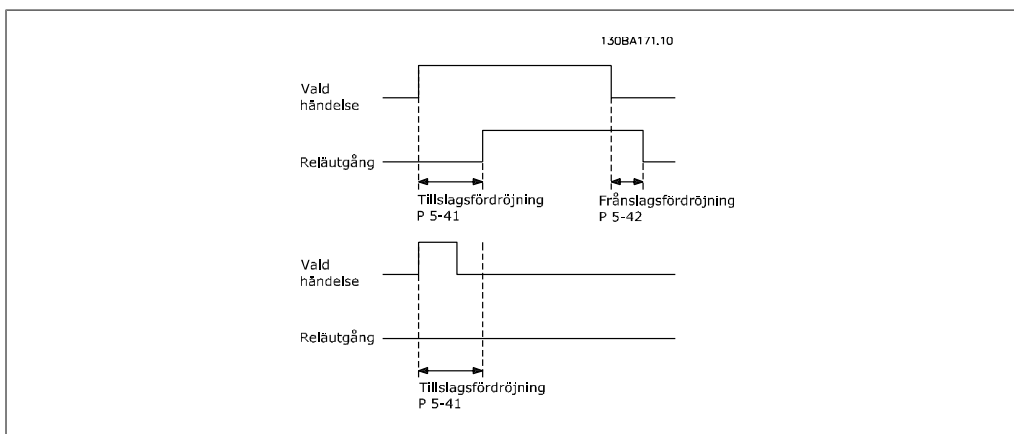 130BA171.10
Vald
händelse
Reläutgång
Tillslagsfördröjning
P 5-41
Frånslagsfördröjning
P 5-42
Vald
händelse
Reläutgång
Tillslagsfördröjning
P 5-41